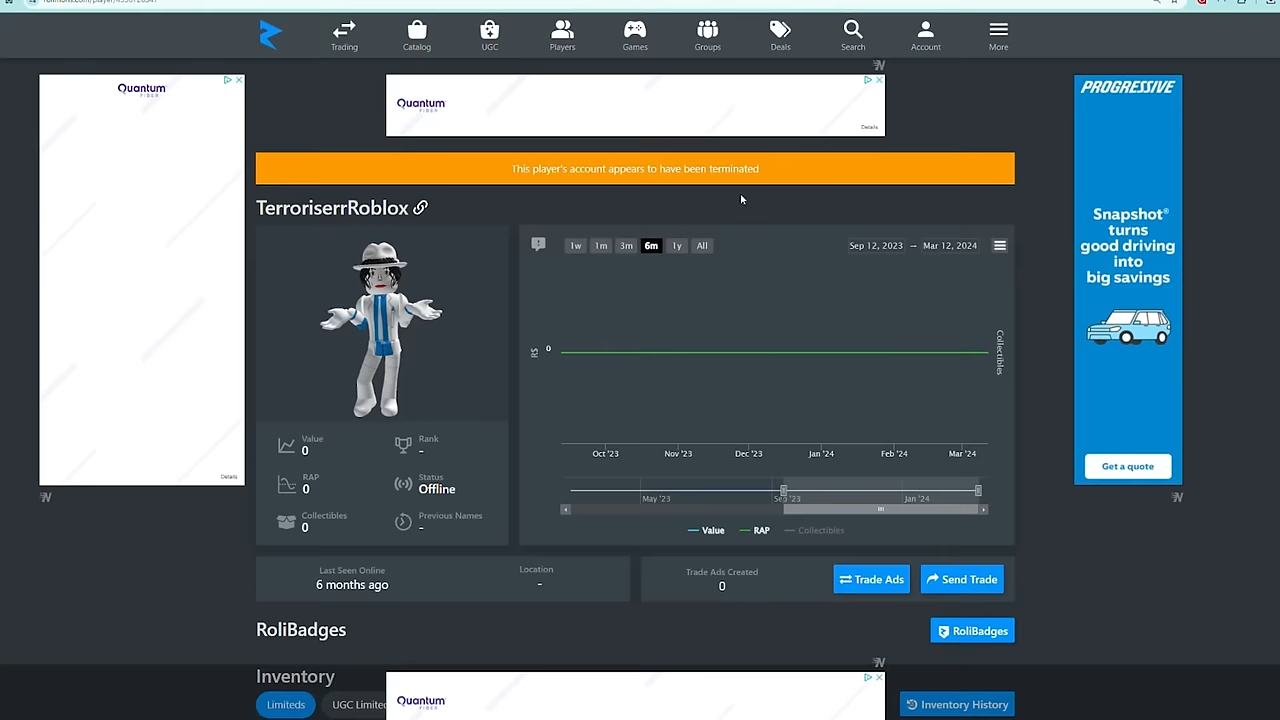 Trading
Catalog
UGC
Players
Games
Groups
Deals
Search
Account
More
Quantum
FIBER
Details
Quantum
FIBER
Details
PROGRESSIVE
Snapshot®
turns
good driving
into
big savings
Get a quote
This player's account appears to have been terminated
TerroriserrRoblox
Value
0
Rank
-
RAP
0
Status
Offline
Collectibles
0
Previous Names
-
1w 1m 3m 6m 1y All
Sep 12, 2023 → Mar 12, 2024
R$
0
Collectibles
Oct '23 Nov '23 Dec '23 Jan '24 Feb '24 Mar '24
May '23 Sep '23 Jan '24
Value RAP Collectibles
Last Seen Online
6 months ago
Location
-
Trade Ads Created
0
Trade Ads
Send Trade
RoliBadges
RoliBadges
Inventory
Limiteds
UGC Limited
Quantum
FIBER
Inventory History